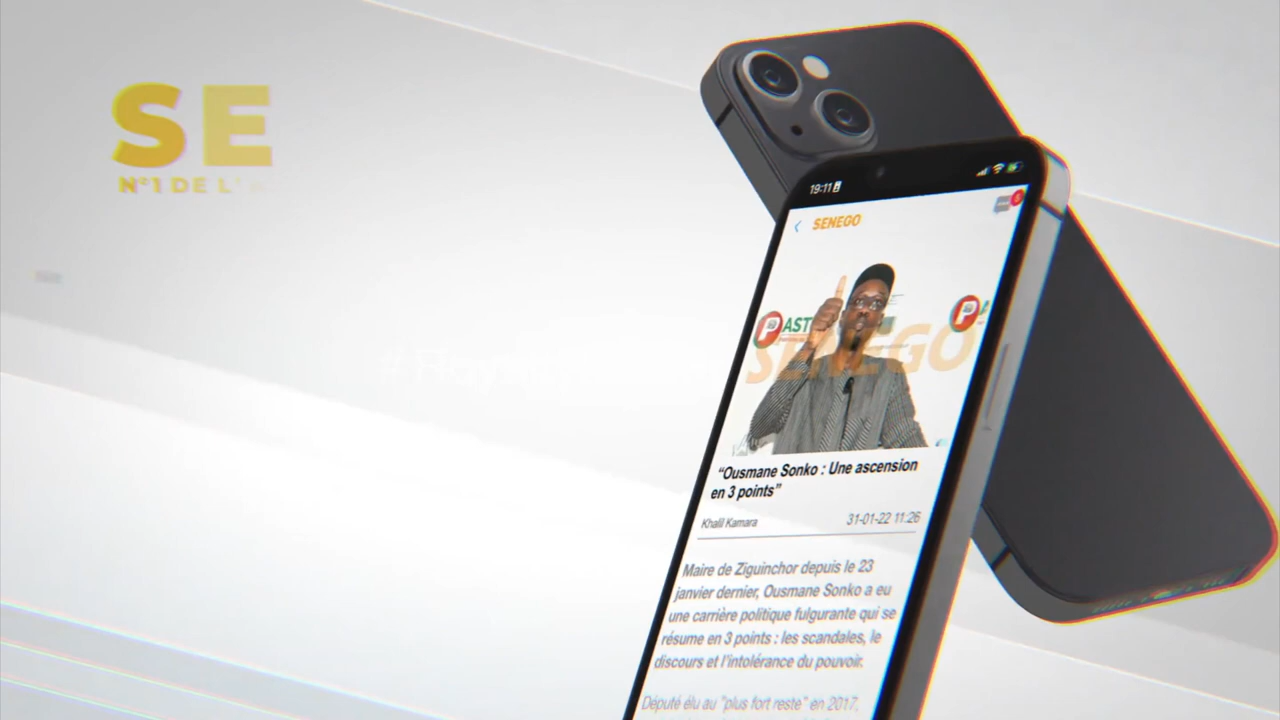 SE
N°1 DE L'
19:11
SENEGO
5
PAST
P
SENEGO
“Ousmane Sonko : Une ascension
en 3 points”
Khalil Kamara 31-01-22 11:26
Maire de Ziguinchor depuis le 23
janvier dernier, Ousmane Sonko a eu
une carrière politique fulgurante qui se
résume en 3 points : les scandales, le
discours et l'intolérance du pouvoir.
Député élu au "plus fort reste" en 2017,